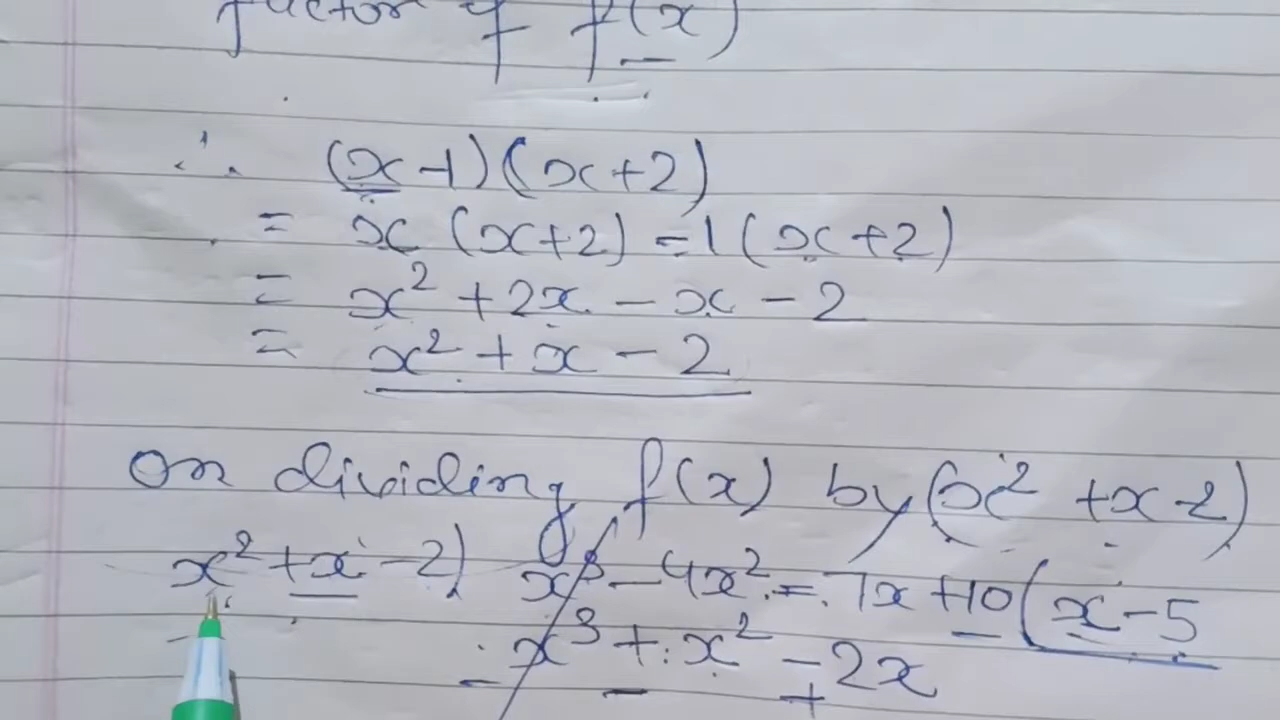 factor of f(x)
∴ (x-1)(x+2)
= x (x+2) -1 (x+2)
= x² + 2x - x - 2
= x² + x - 2
On dividing f(x) by (x² + x - 2)
x² + x - 2) x³ - 4x² - 7x + 10 (x - 5
x³ + x² - 2x
- - +